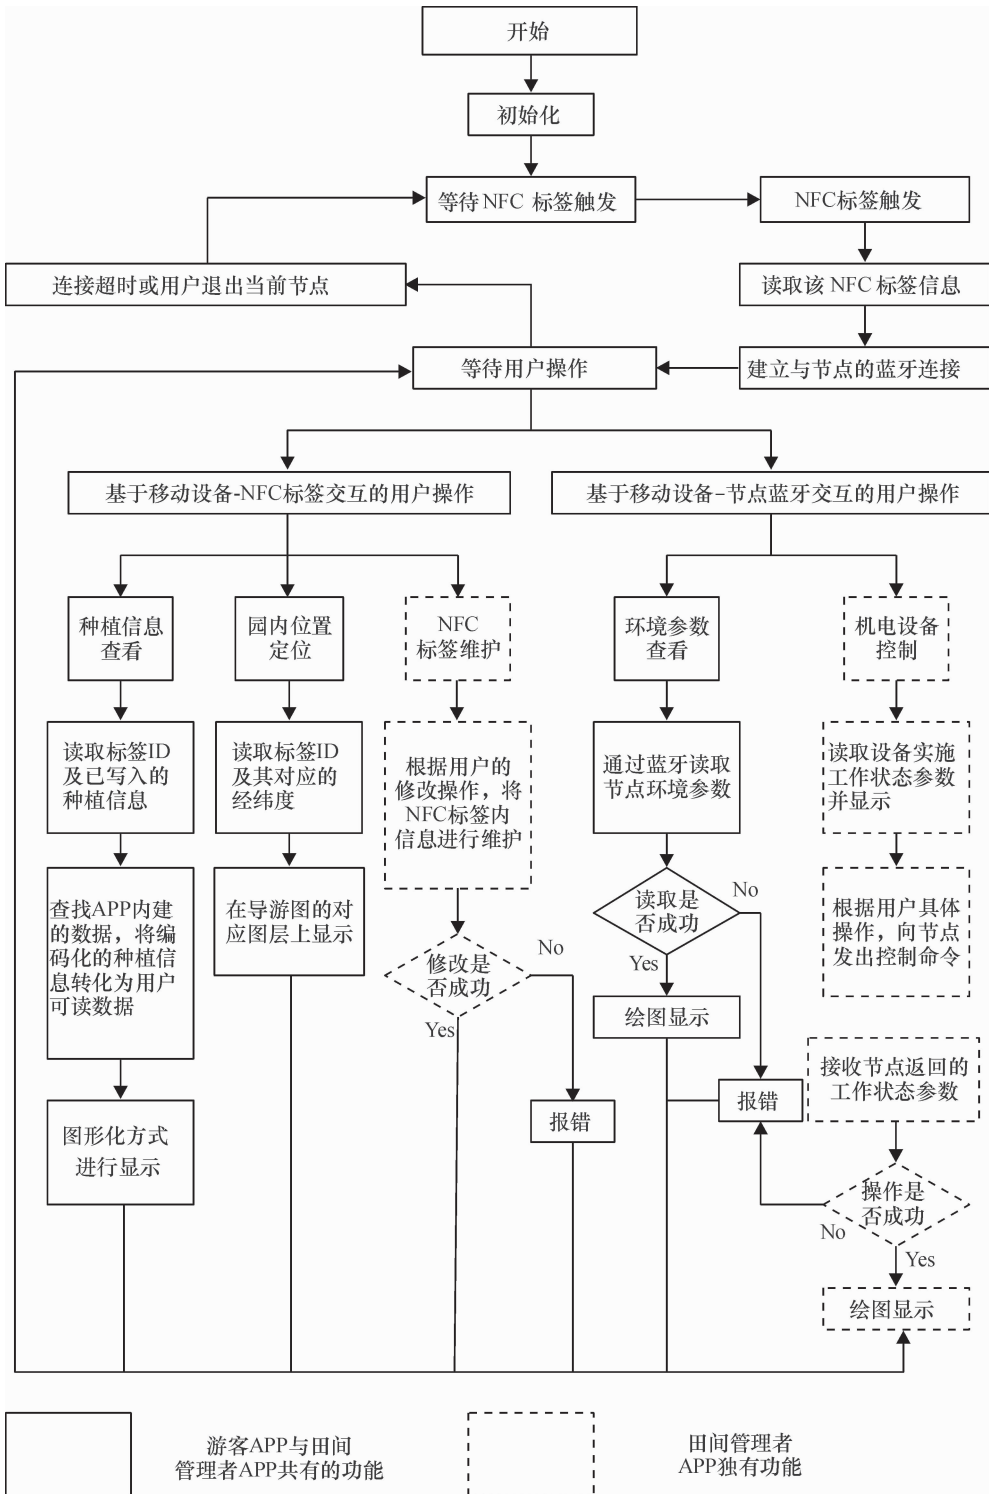 开始
初始化
等待 NFC 标签触发
NFC标签触发
连接超时或用户退出当前节点
读取该 NFC 标签信息
等待用户操作
建立与节点的蓝牙连接
基于移动设备-NFC标签交互的用户操作
基于移动设备-节点蓝牙交互的用户操作
种植信息
查看
园内位置
定位
NFC
标签维护
环境参数
查看
机电设备
控制
读取标签ID
及已写入的
种植信息
读取标签ID
及其对应的
经纬度
根据用户的
修改操作，将
NFC标签内
信息进行维护
通过蓝牙读取
节点环境参数
读取设备实施
工作状态参数
并显示
查找APP内建
的数据，将编
码化的种植信
息转化为用户
可读数据
在导游图的对
应图层上显示
修改是
否成功
No
Yes
读取是
否成功
No
Yes
根据用户具体
操作，向节点
发出控制命令
绘图显示
接收节点返回的
工作状态参数
图形化方式
进行显示
报错
报错
操作是
否成功
No
Yes
绘图显示
游客APP与田间
管理者APP共有的功能
田间管理者
APP独有功能